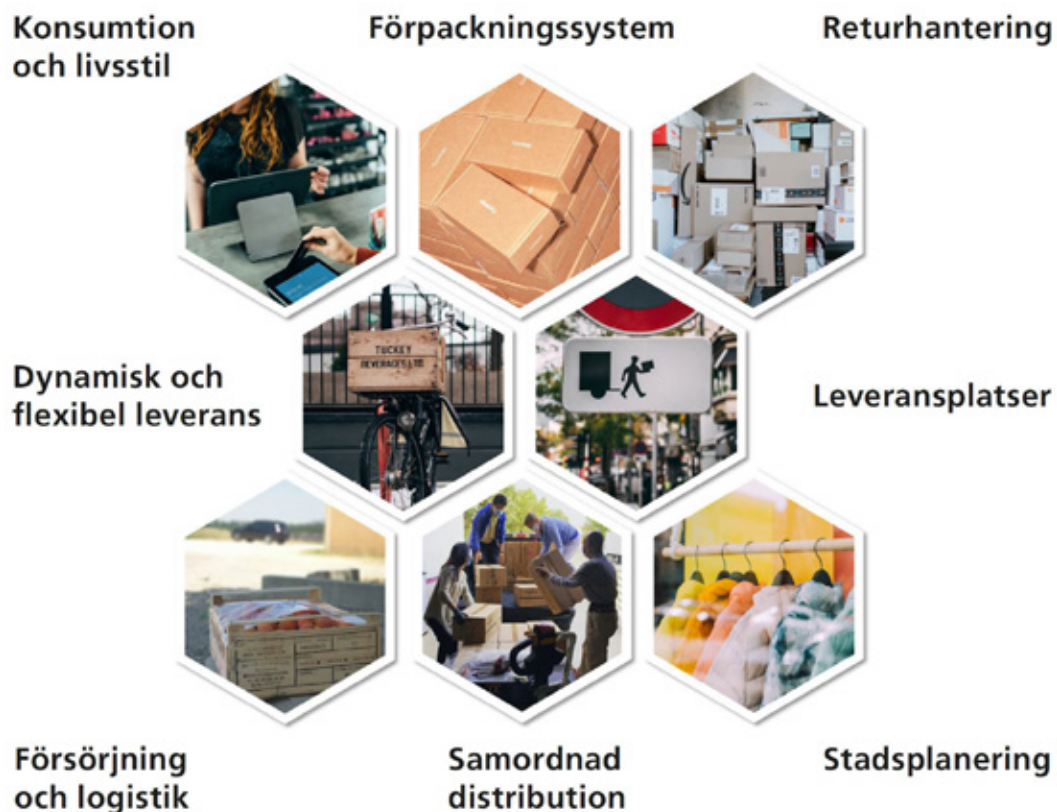 Konsumtion
och livsstil
Förpackningssystem
Returhantering
Dynamisk och
flexibel leverans
TUCKEY
BEVERAGES LTD
Leveransplatser
Försörjning
och logistik
Samordnad
distribution
Stadsplanering